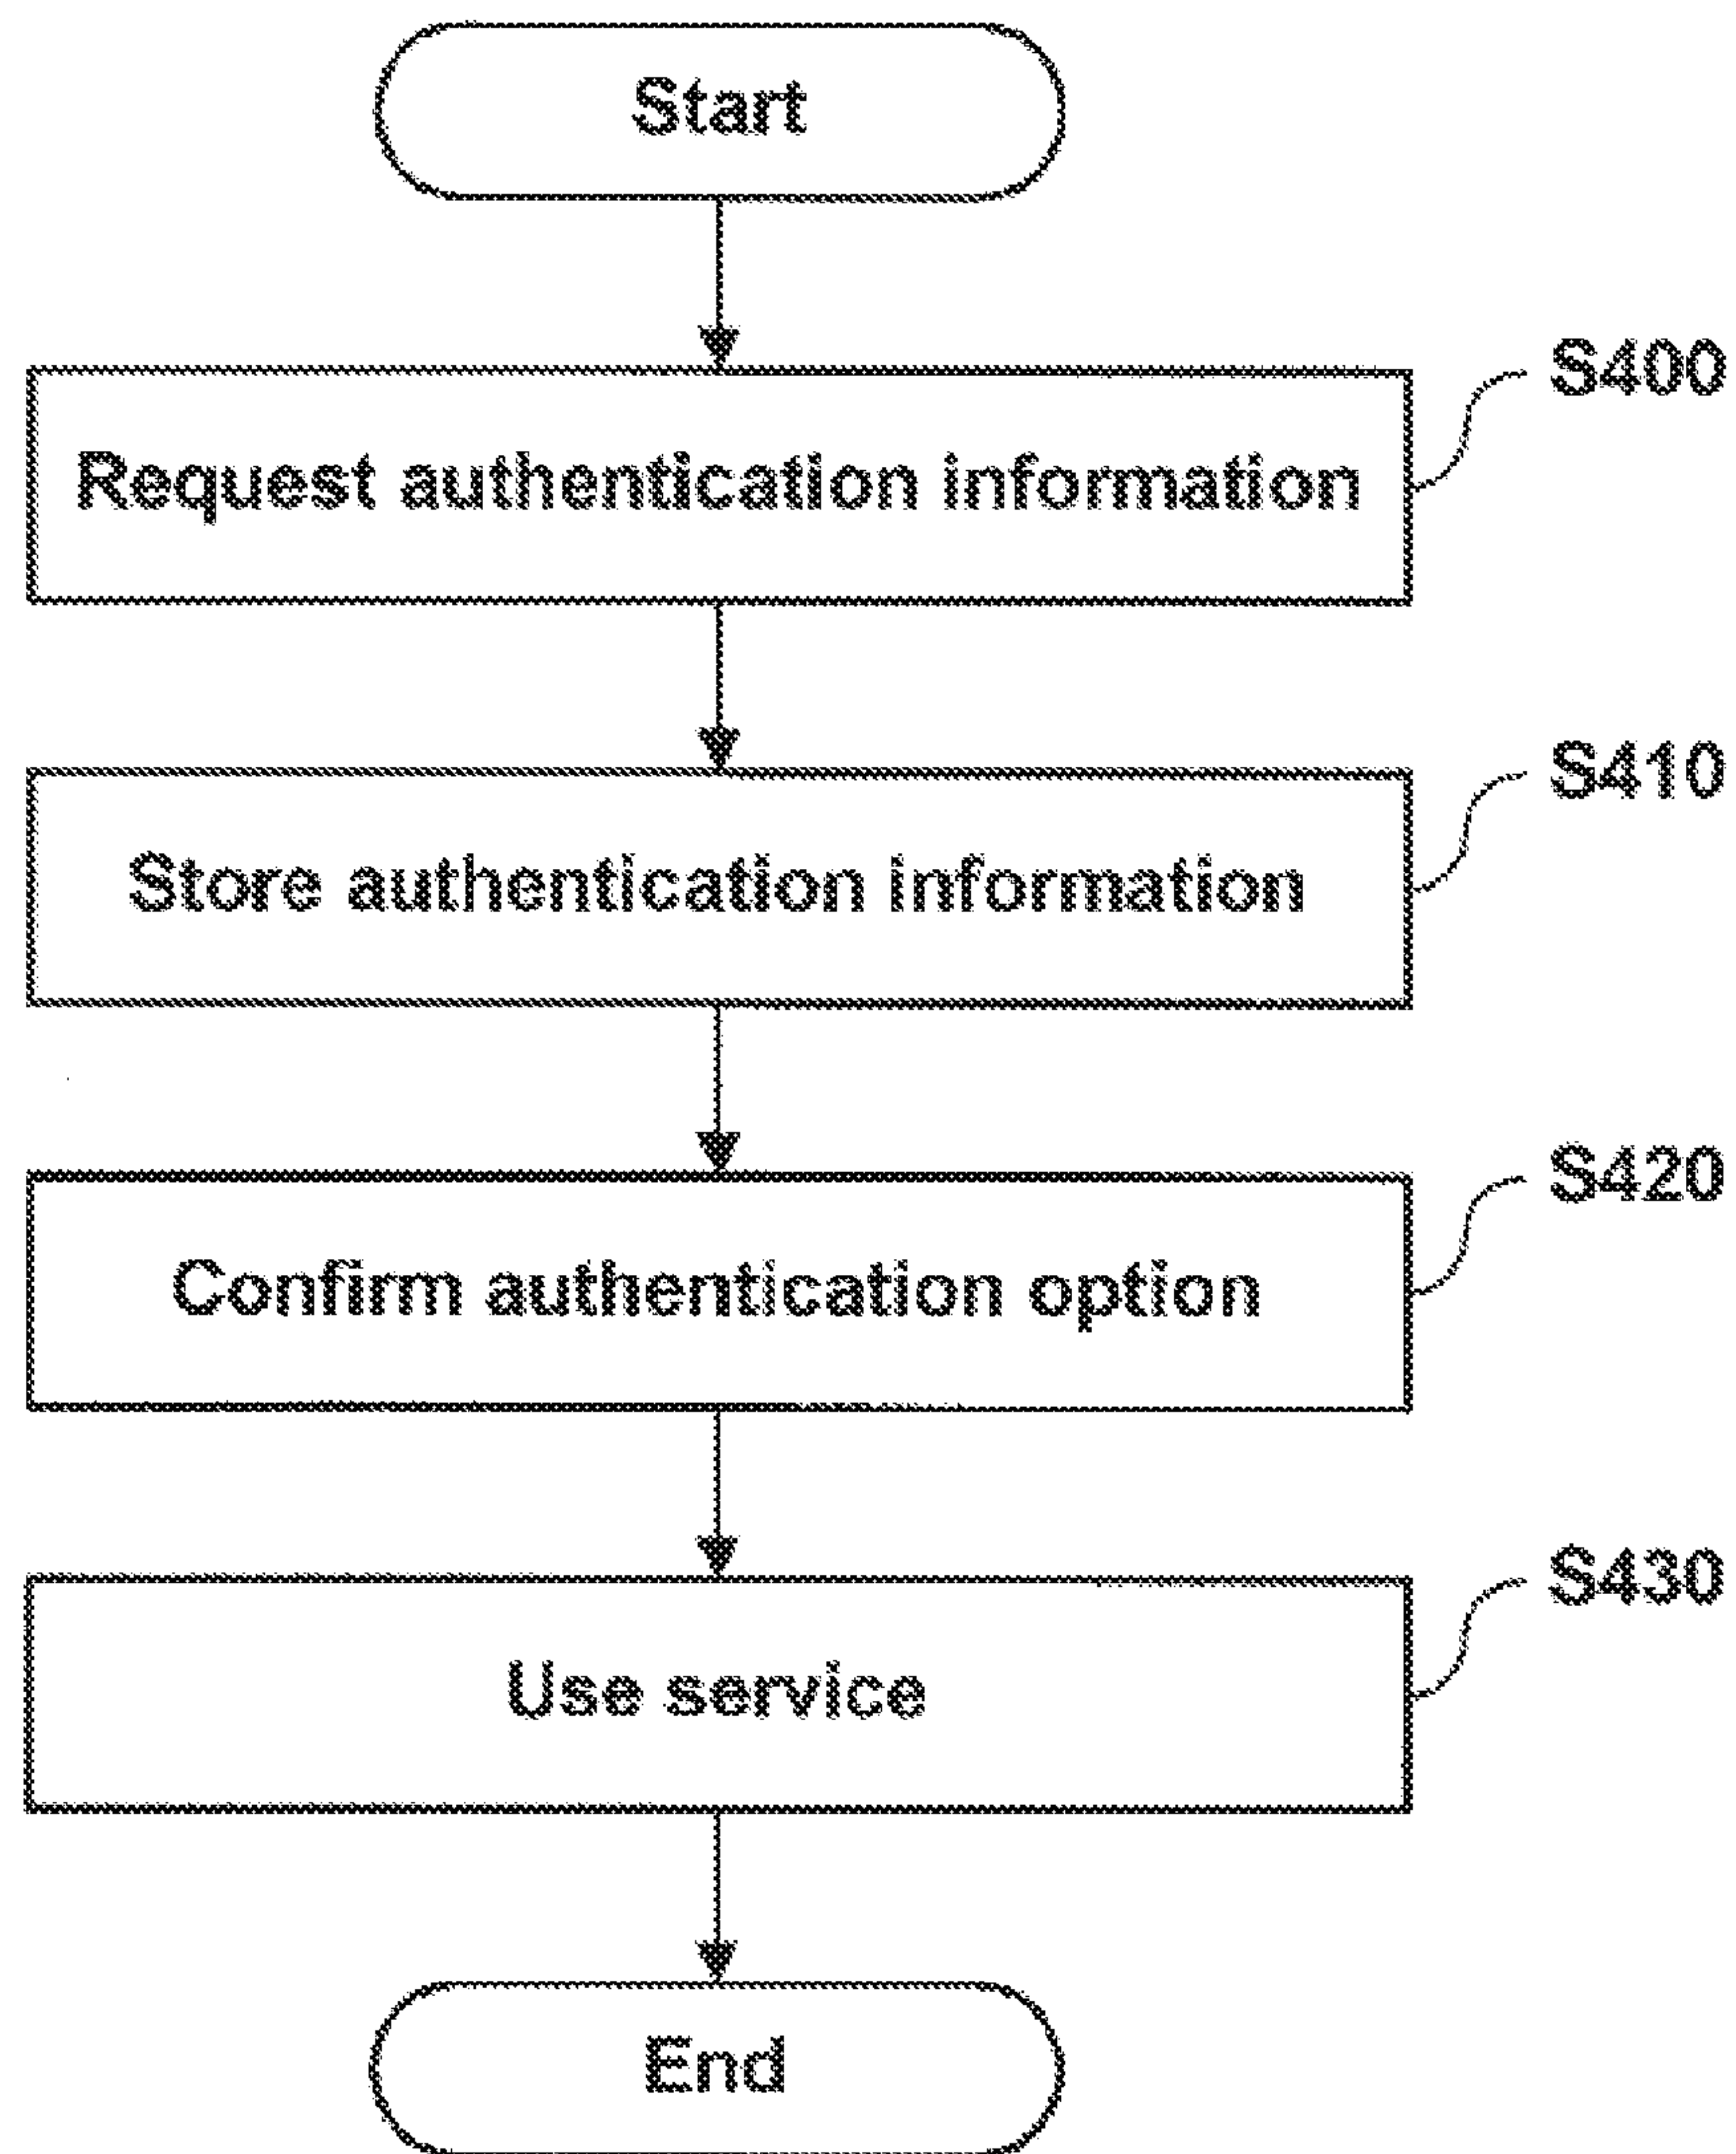 Start
S400
Request authentication information
S410
Store authentication information
S420
Confirm authentication option
S430
Use service
End